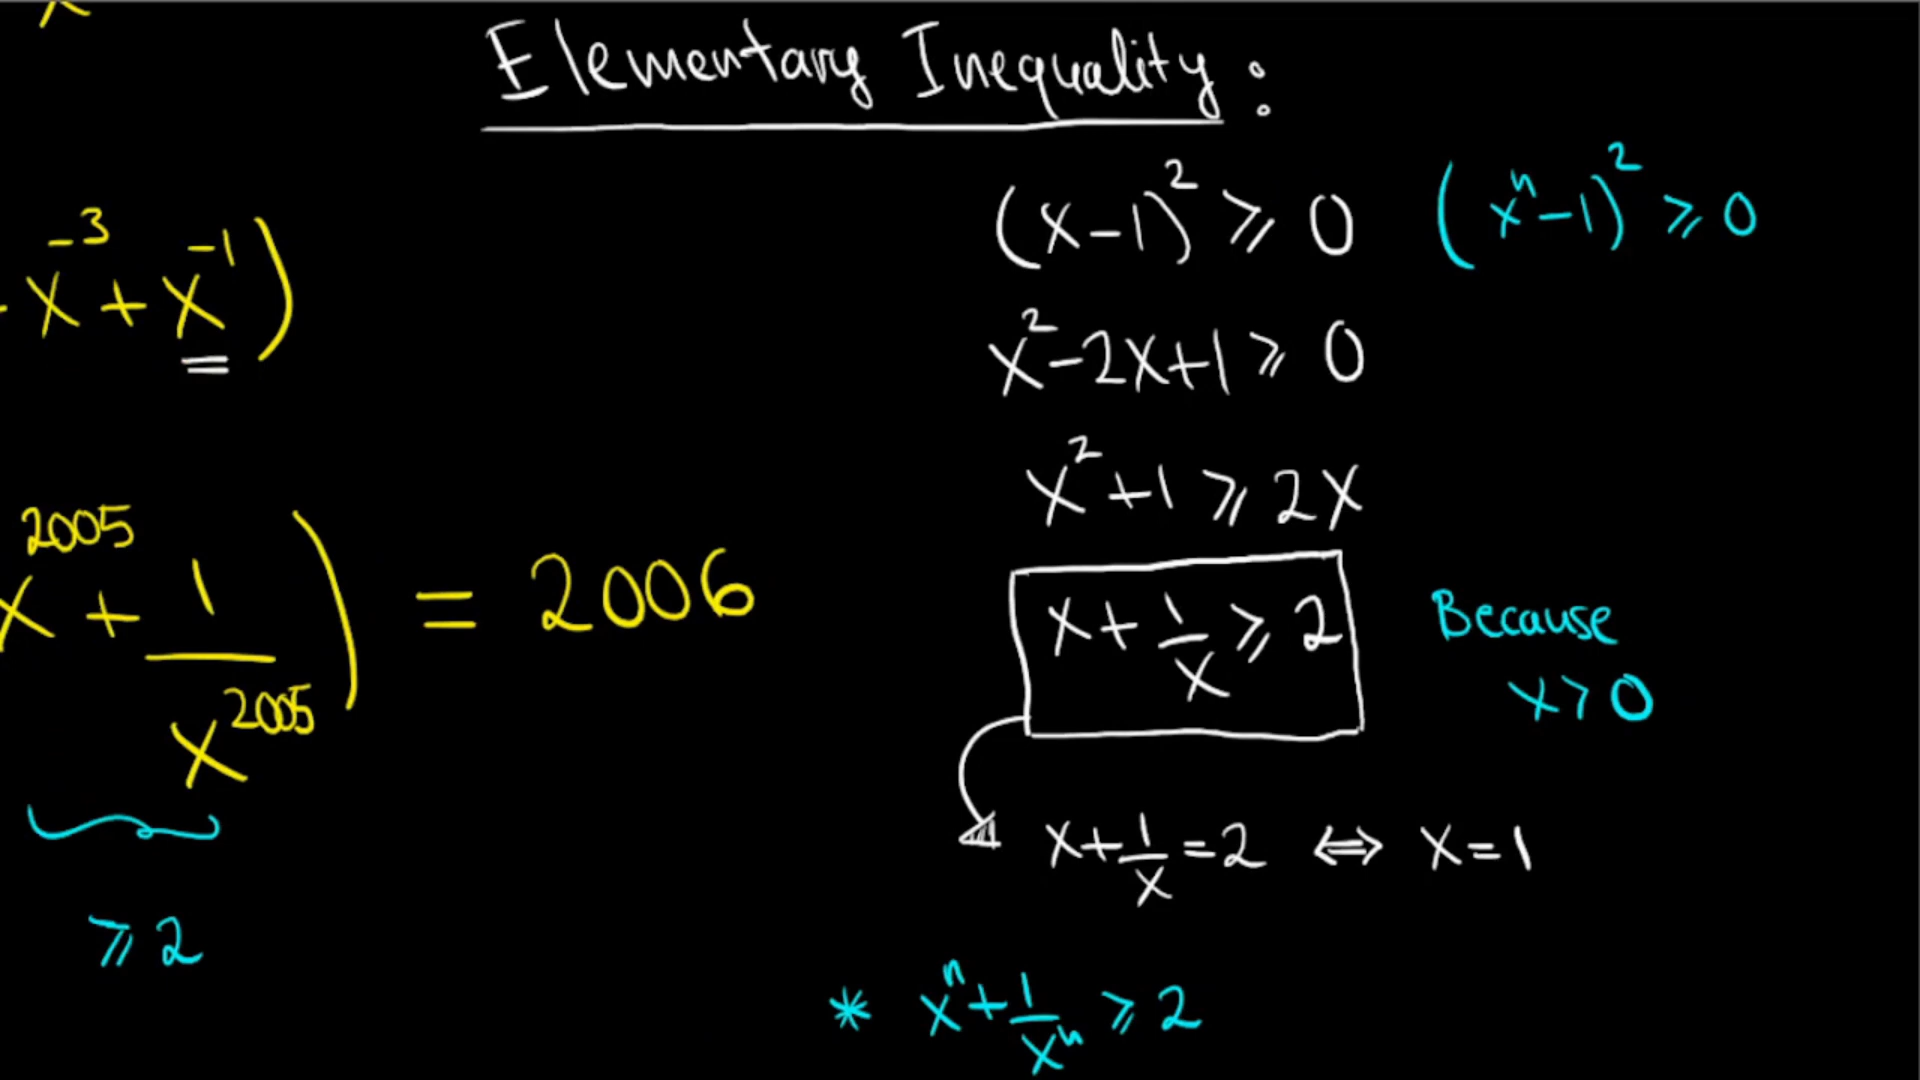 Elementary Inequality :
(x-1)² ≥ 0 (xⁿ-1)² ≥ 0
x⁻³ + x⁻¹)
x²-2x+1 ≥ 0
x²+1 ≥ 2x
x²⁰⁰⁵ + 1/x²⁰⁰⁵) = 2006
x + 1/x ≥ 2
Because
x > 0
x + 1/x = 2 ⇔ x = 1
≥ 2
* xⁿ + 1/xⁿ ≥ 2